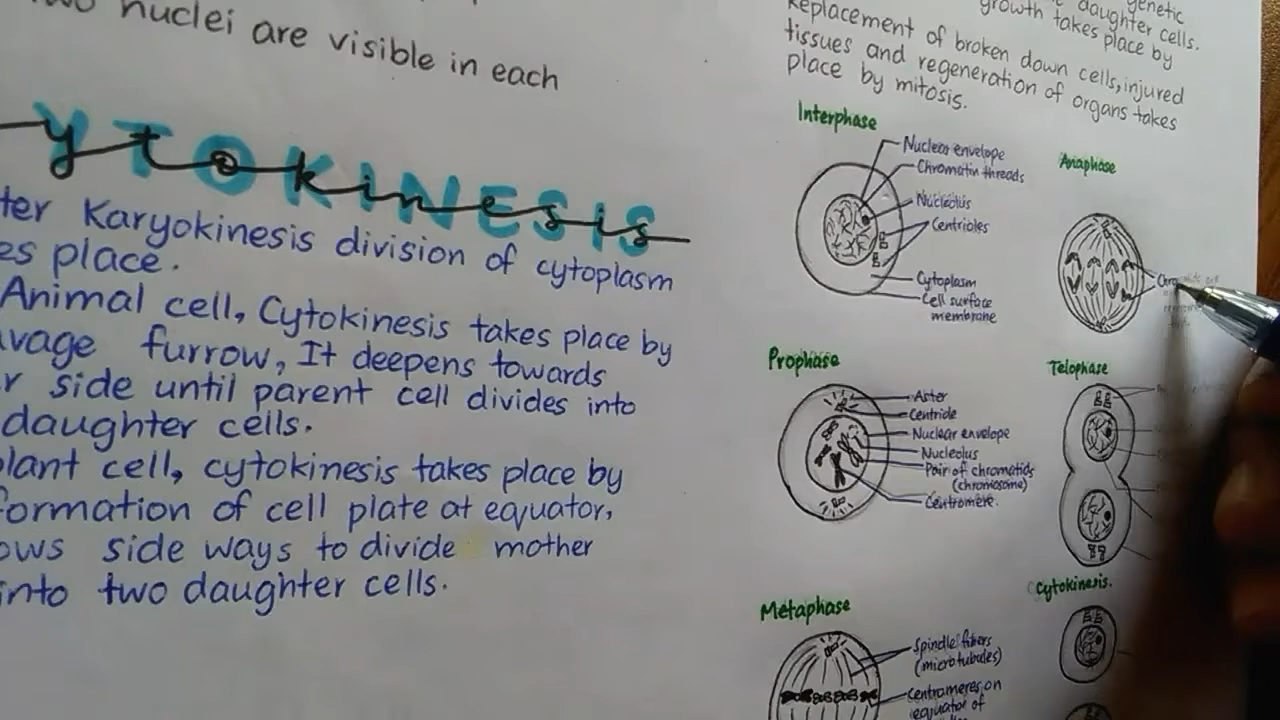 nuclei are visible in each
Cytokinesis
ter Karyokinesis division of cytoplasm
es place.
Animal cell, Cytokinesis takes place by
avage furrow, It deepens towards
r side until parent cell divides into
daughter cells.
lant cell, cytokinesis takes place by
formation of cell plate at equator,
ows side ways to divide mother
into two daughter cells.
genetic
daughter cells.
growth takes place by
Replacement of broken down cells, injured
tissues and regeneration of organs takes
place by mitosis.
Interphase
Nuclear envelope
Chromatin threads
Nucleolus
Centrioles
Cytoplasm
Cell surface
membrane
Prophase
Aster
Centriole
Nuclear envelope
Nucleolus
Pair of chromatids
(chromosome)
Centromere.
Metaphase
Spindle fibers
(microtubules)
Centromeres on
equator of
Anaphase
Chro
Telophase
Cytokinesis.